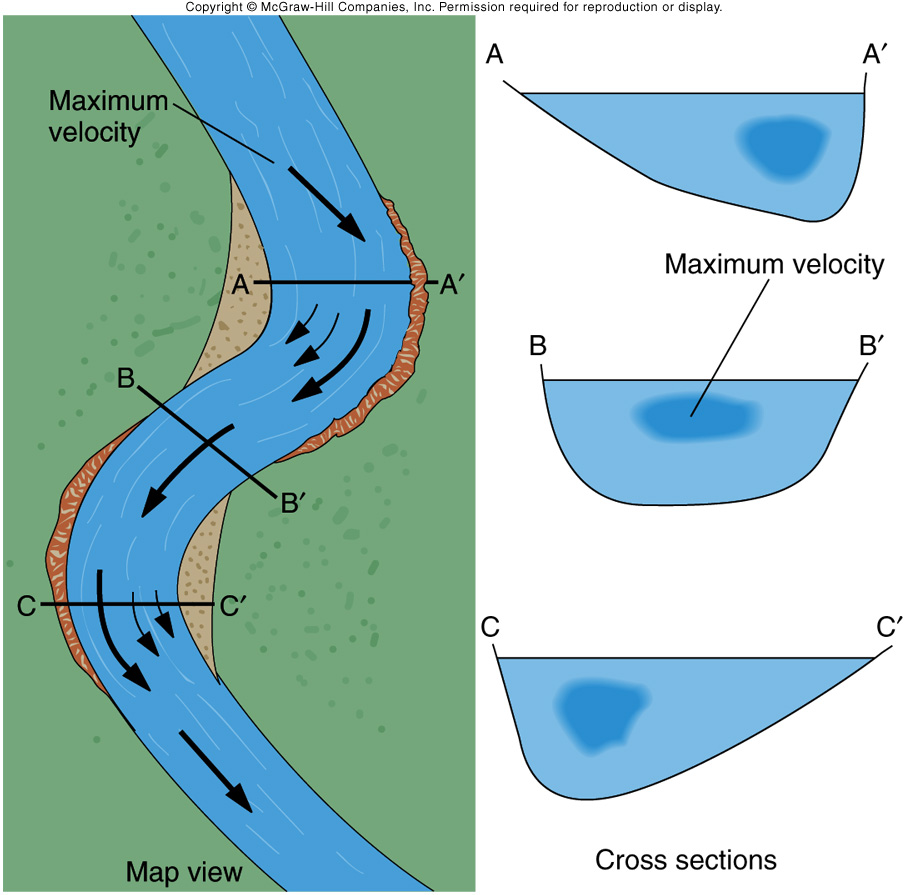 Copyright © McGraw-Hill Companies, Inc. Permission required for reproduction or display.
Maximum
velocity
A
A′
B
B′
C
C′
Map view
A
A′
Maximum velocity
B
B′
C
C′
Cross sections